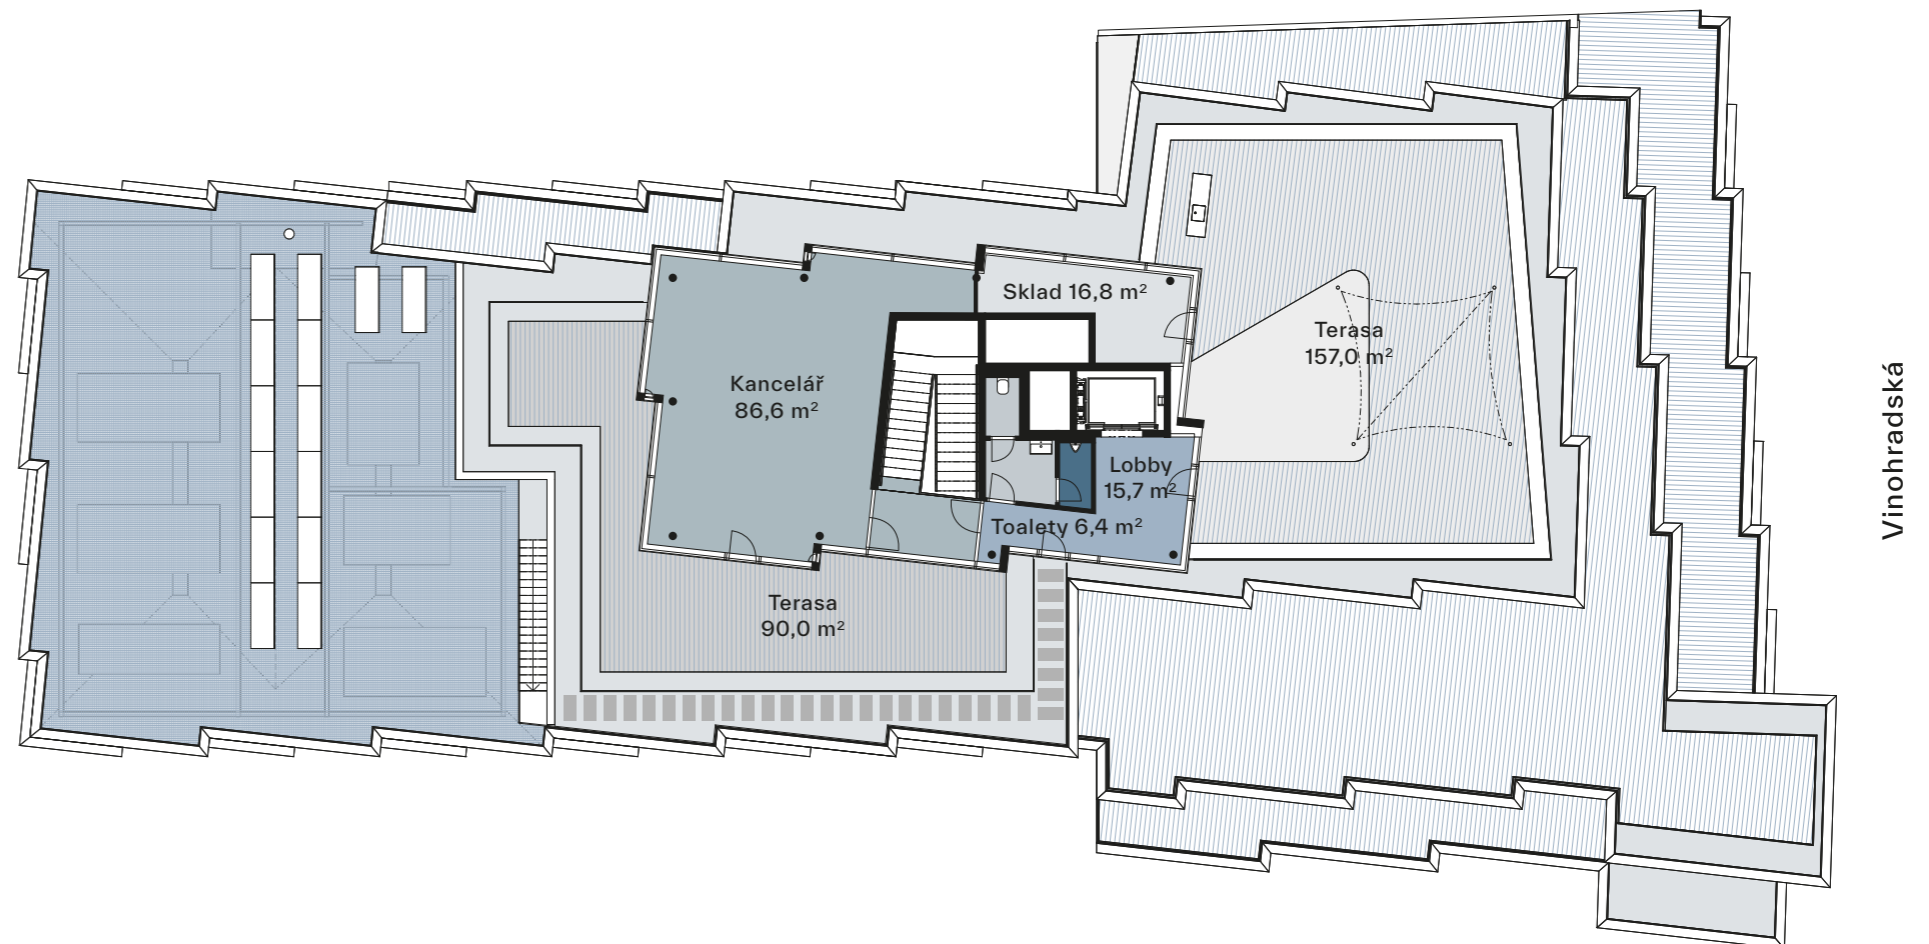 Sklad 16,8 m²
Terasa
157,0 m²
Kancelář
86,6 m²
Lobby
15,7 m²
Toalety 6,4 m²
Terasa
90,0 m²
Vinohradská